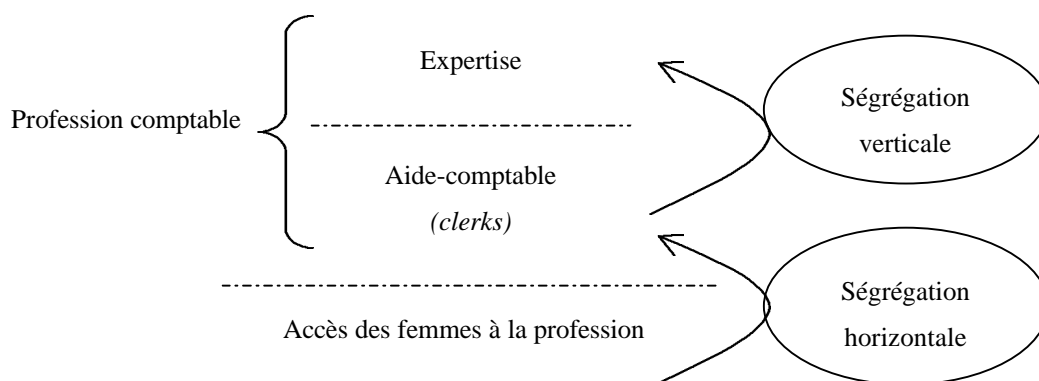 Expertise
Ségrégation
verticale
Profession comptable
Aide-comptable
(clerks)
Ségrégation
horizontale
Accès des femmes à la profession